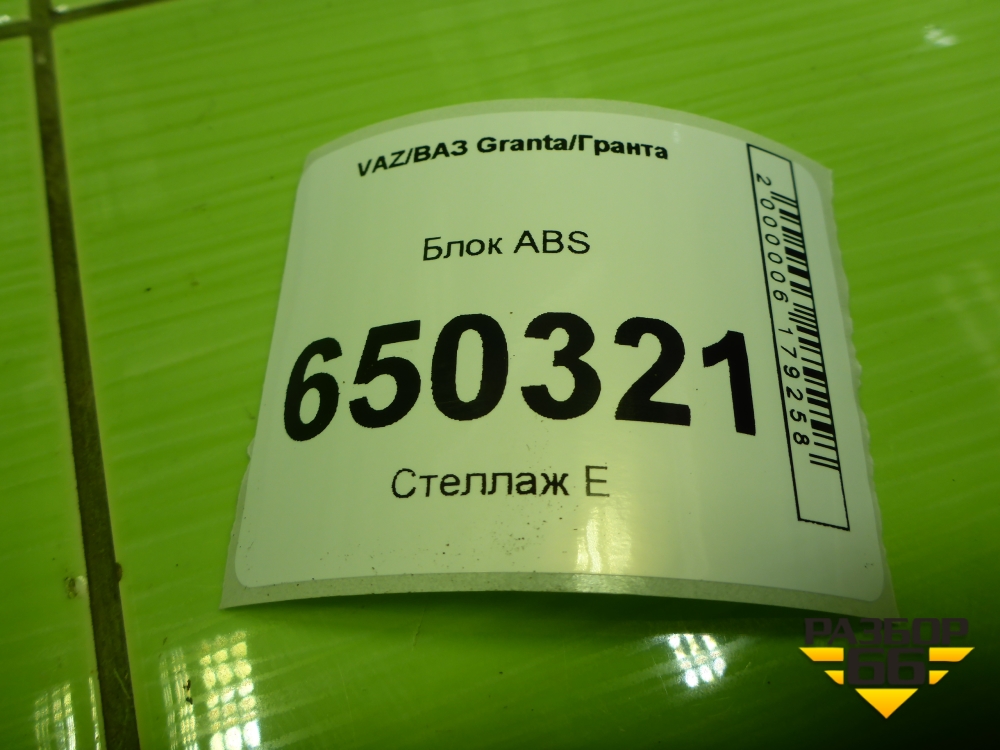 VAZ/ВАЗ Granta/Гранта
Блок ABS
650321
Стеллаж Е
2000006179258
РАЗБОР
66